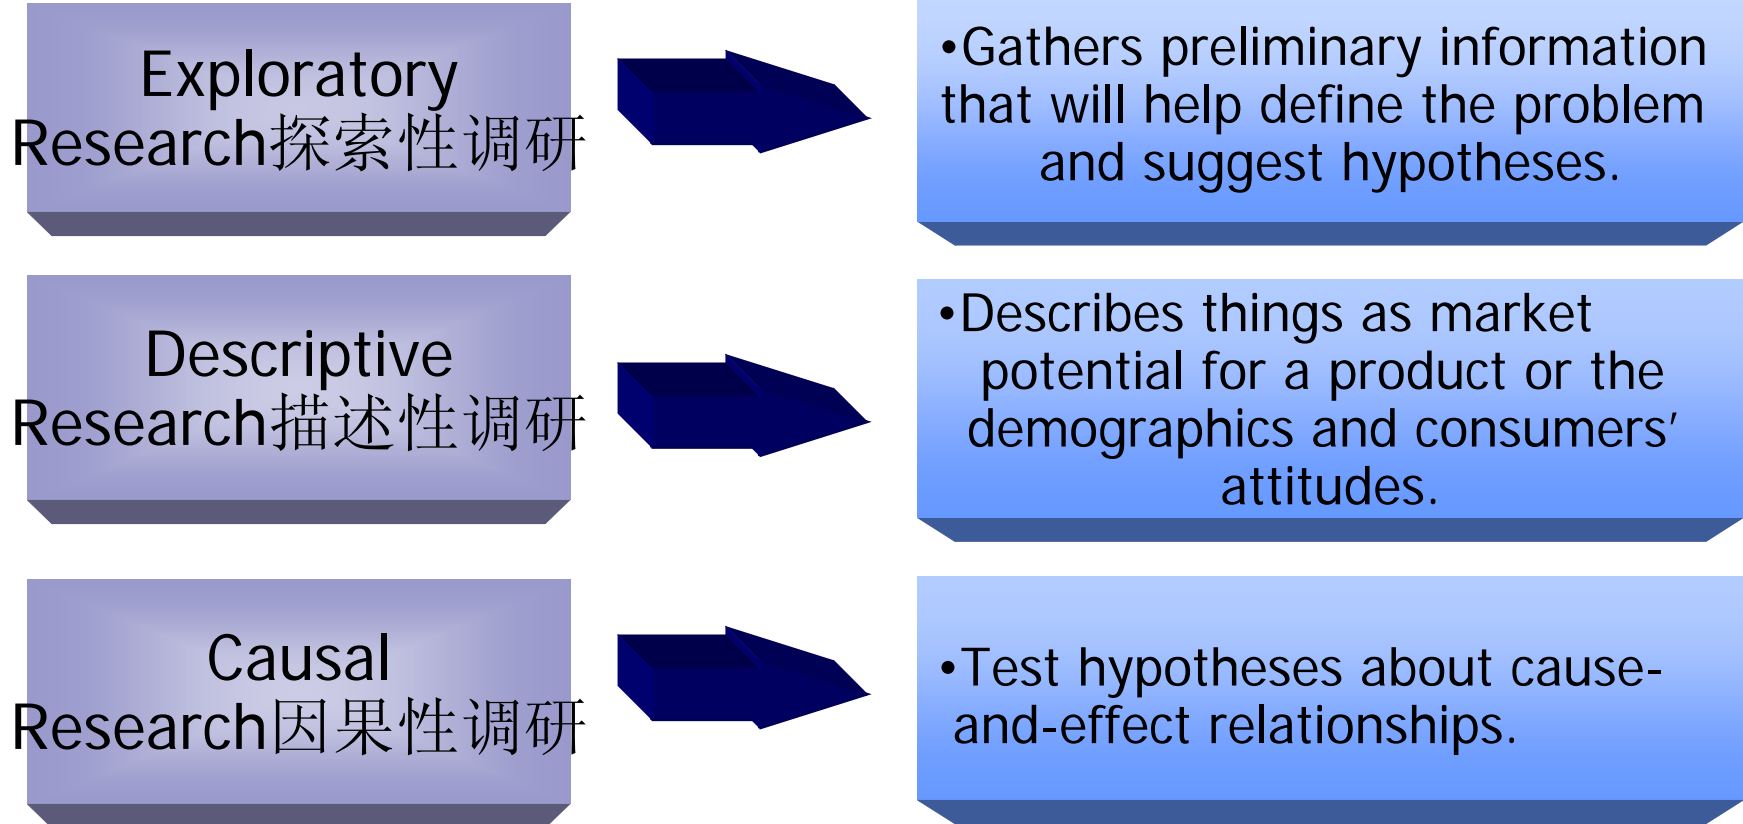 Exploratory
Research探索性调研
•Gathers preliminary information
that will help define the problem
and suggest hypotheses.
Descriptive
Research描述性调研
•Describes things as market
potential for a product or the
demographics and consumers’
attitudes.
Causal
Research因果性调研
•Test hypotheses about cause-
and-effect relationships.